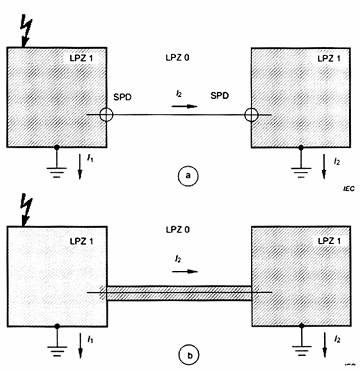 LPZ 1 LPZ 0 LPZ 1
SPD I2 SPD
I1 I2
a
IEC
LPZ 1 LPZ 0 LPZ 1
I2
I1 I2
b